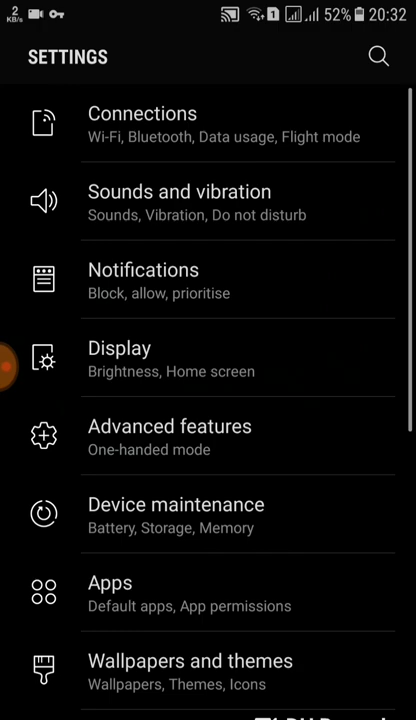 2
KB/s
1
52%
20:32
SETTINGS
Connections
Wi-Fi, Bluetooth, Data usage, Flight mode
Sounds and vibration
Sounds, Vibration, Do not disturb
Notifications
Block, allow, prioritise
Display
Brightness, Home screen
Advanced features
One-handed mode
Device maintenance
Battery, Storage, Memory
Apps
Default apps, App permissions
Wallpapers and themes
Wallpapers, Themes, Icons